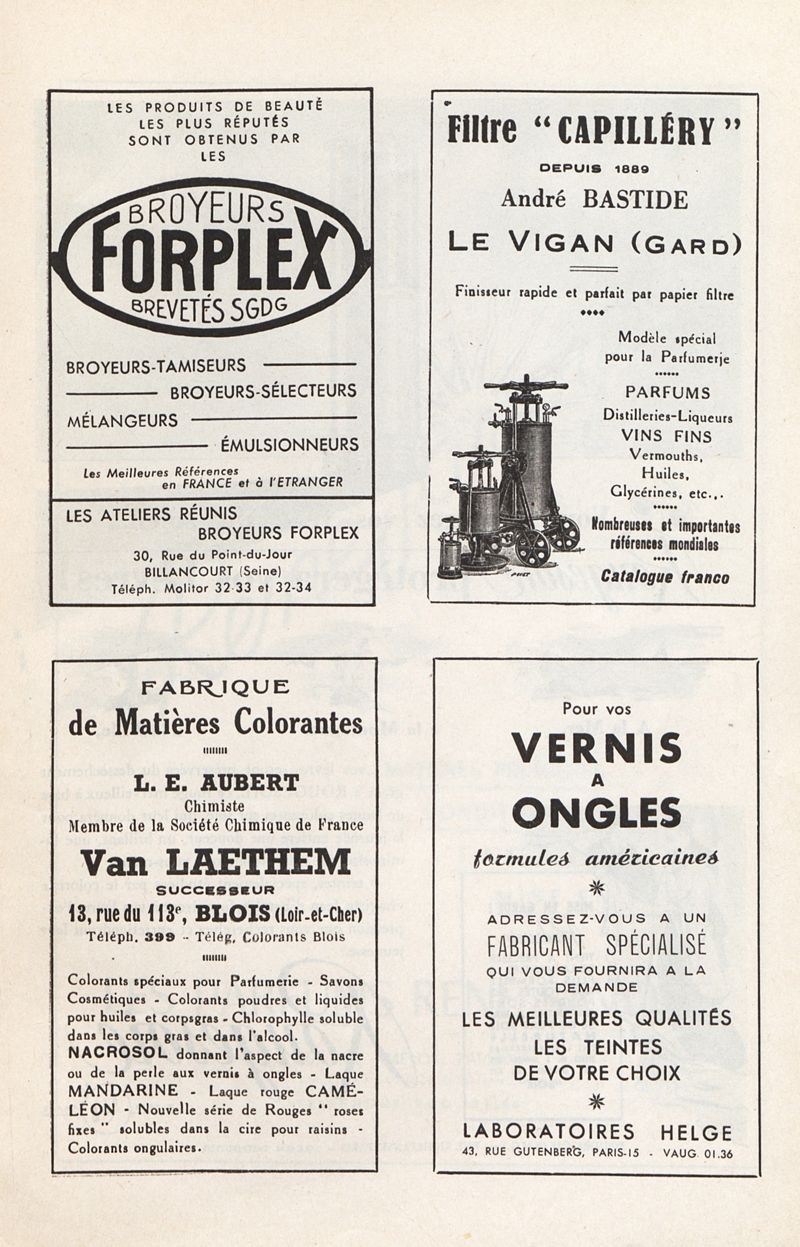 LES PRODUITS DE BEAUTÉ
LES PLUS RÉPUTÉS
SONT OBTENUS PAR
LES
BROYEURS
FORPLEX
BREVETÉS SGDG
BROYEURS-TAMISEURS
BROYEURS-SÉLECTEURS
MÉLANGEURS
ÉMULSIONNEURS
Les Meilleures Références
en FRANCE et à l'ETRANGER
LES ATELIERS RÉUNIS
BROYEURS FORPLEX
30, Rue du Point-du-Jour
BILLANCOURT (Seine)
Téléph. Molitor 32-33 et 32-34
Filtre “ CAPILLÉRY ”
DEPUIS 1889
André BASTIDE
LE VIGAN (GARD)
Finisseur rapide et parfait par papier filtre
Modèle spécial
pour la Parfumerie
PARFUMS
Distilleries-Liqueurs
VINS FINS
Vermouths,
Huiles,
Glycérines, etc...
Nombreuses et importantes
références mondiales
Catalogue franco
FABRIQUE
de Matières Colorantes
L. E. AUBERT
Chimiste
Membre de la Société Chimique de France
Van LAETHEM
SUCCESSEUR
13, rue du 113e, BLOIS (Loir-et-Cher)
Téléph. 399 - Télég. Colorants Blois
Colorants spéciaux pour Parfumerie - Savons
Cosmétiques - Colorants poudres et liquides
pour huiles et corpsgras - Chlorophylle soluble
dans les corps gras et dans l'alcool.
NACROSOL donnant l'aspect de la nacre
ou de la perle aux vernis à ongles - Laque
MANDARINE - Laque rouge CAMÉ-
LÉON - Nouvelle série de Rouges “ roses
fixes ” solubles dans la cire pour raisins -
Colorants ongulaires.
Pour vos
VERNIS
A
ONGLES
formules américaines
ADRESSEZ-VOUS A UN
FABRICANT SPÉCIALISÉ
QUI VOUS FOURNIRA A LA
DEMANDE
LES MEILLEURES QUALITÉS
LES TEINTES
DE VOTRE CHOIX
LABORATOIRES HELGE
43, RUE GUTENBERG, PARIS-15 - VAUG. 01.36